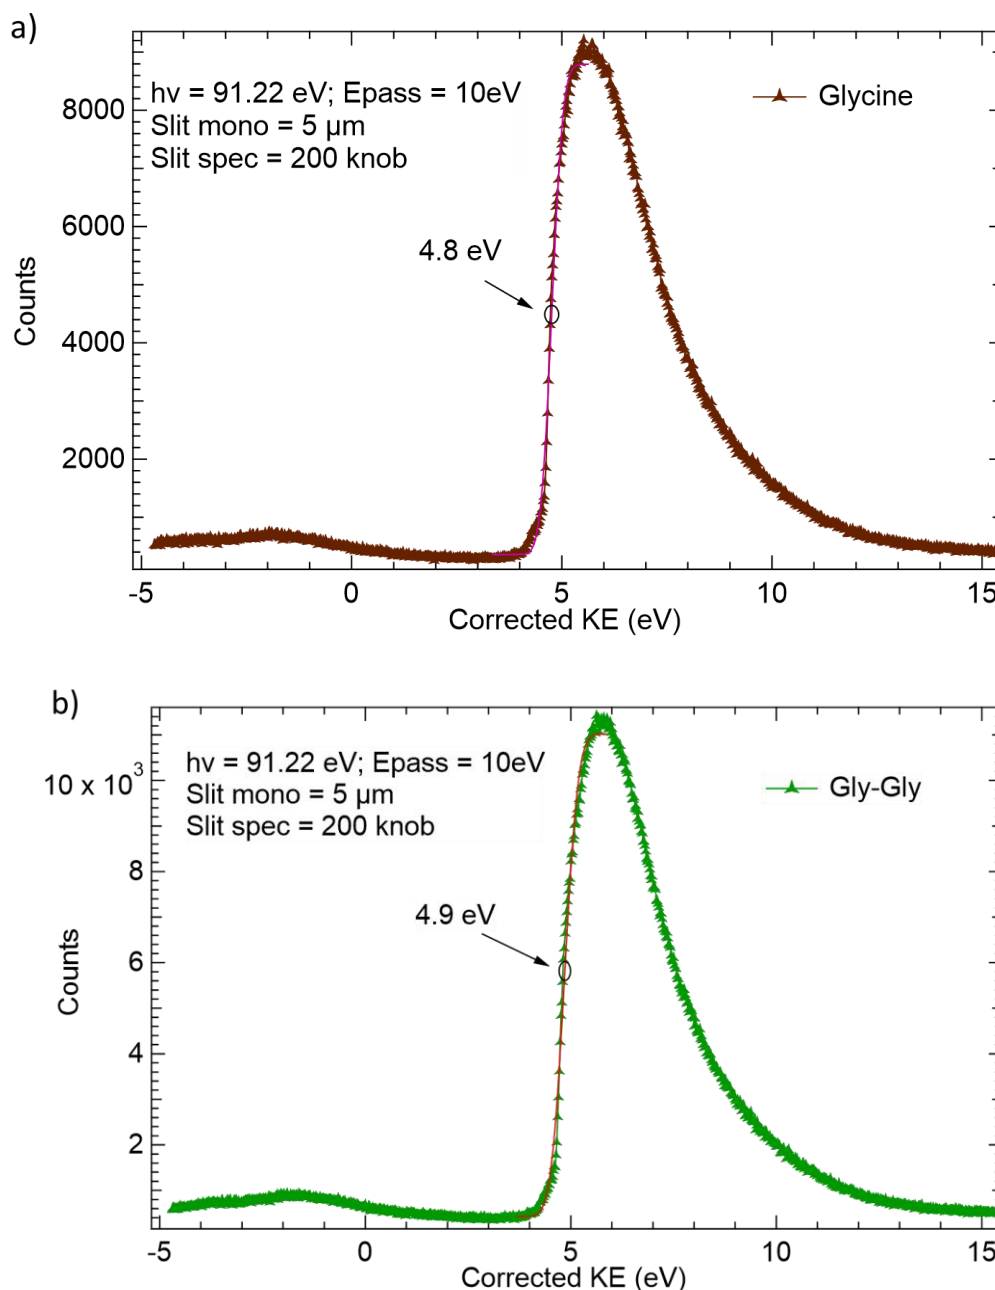 a)
hv = 91.22 eV; Epass = 10eV
Slit mono = 5 µm
Slit spec = 200 knob
Glycine
4.8 eV
8000
6000
4000
2000
Counts
-5 0 5 10 15
Corrected KE (eV)
b)
hv = 91.22 eV; Epass = 10eV
Slit mono = 5 µm
Slit spec = 200 knob
Gly-Gly
4.9 eV
10 x 10³
8
6
4
2
Counts
-5 0 5 10 15
Corrected KE (eV)